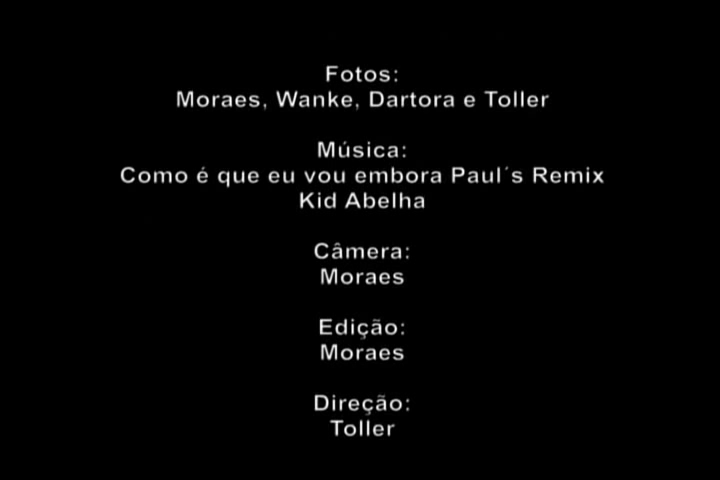 Fotos:
Moraes, Wanke, Dartora e Toller
Música:
Como é que eu vou embora Paul´s Remix
Kid Abelha
Câmera:
Moraes
Edição:
Moraes
Direção:
Toller